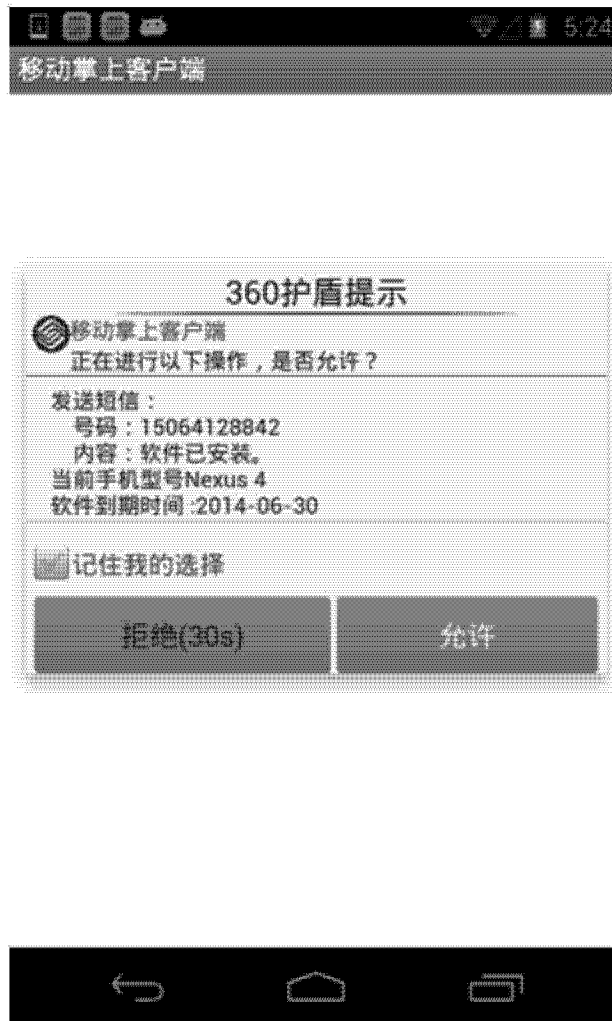 5:24
移动掌上客户端
360护盾提示
移动掌上客户端
正在进行以下操作，是否允许？
发送短信：
号码：15064128842
内容：软件已安装。
当前手机型号Nexus 4
软件到期时间:2014-06-30
记住我的选择
拒绝(30s)
允许